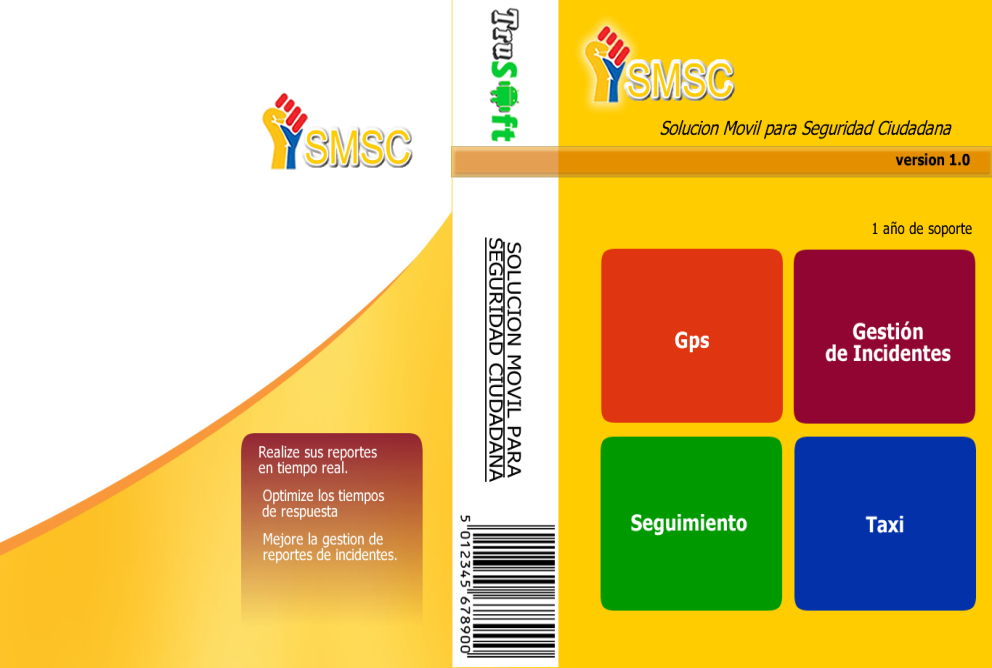 SMSC
Realize sus reportes
en tiempo real.
Optimize los tiempos
de respuesta
Mejore la gestion de
reportes de incidentes.
TruSoft
SOLUCION MOVIL PARA
SEGURIDAD CIUDADANA
5 012345 678900
SMSC
Solucion Movil para Seguridad Ciudadana
version 1.0
1 año de soporte
Gps
Gestión
de Incidentes
Seguimiento
Taxi